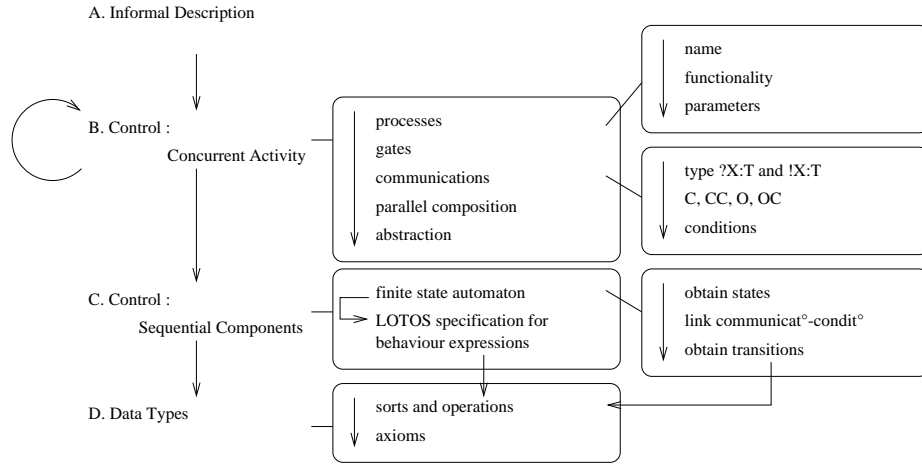 A. Informal Description
B. Control :
Concurrent Activity
processes
gates
communications
parallel composition
abstraction
name
functionality
parameters
type ?X:T and !X:T
C, CC, O, OC
conditions
C. Control :
Sequential Components
finite state automaton
LOTOS specification for
behaviour expressions
obtain states
link communicat°-condit°
obtain transitions
D. Data Types
sorts and operations
axioms